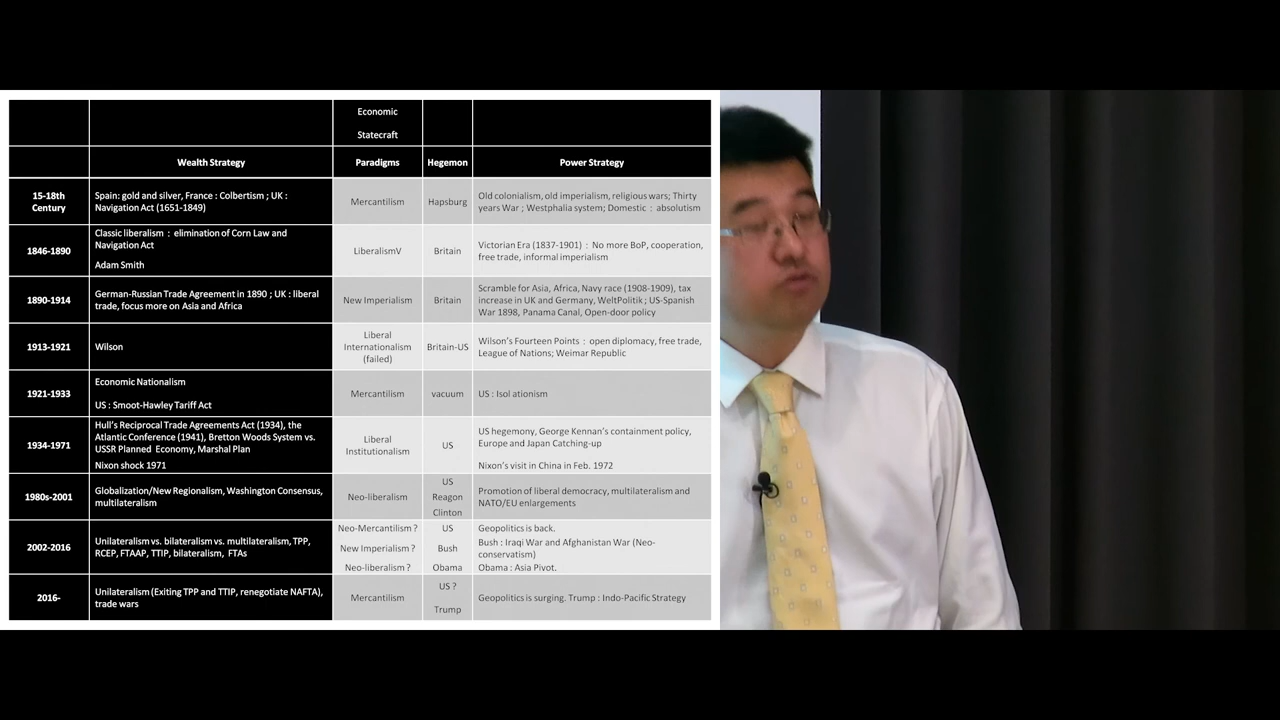 Economic
Statecraft
Wealth Strategy
Paradigms
Hegemon
Power Strategy
15-18th
Century
Spain: gold and silver, France : Colbertism ; UK :
Navigation Act (1651-1849)
Mercantilism
Hapsburg
Old colonialism, old imperialism, religious wars; Thirty
years War ; Westphalia system; Domestic : absolutism
1846-1890
Classic liberalism : elimination of Corn Law and
Navigation Act
Adam Smith
LiberalismV
Britain
Victorian Era (1837-1901) : No more BoP, cooperation,
free trade, informal imperialism
1890-1914
German-Russian Trade Agreement in 1890 ; UK : liberal
trade, focus more on Asia and Africa
New Imperialism
Britain
Scramble for Asia, Africa, Navy race (1908-1909), tax
increase in UK and Germany, WeltPolitik ; US-Spanish
War 1898, Panama Canal, Open-door policy
1913-1921
Wilson
Liberal
Internationalism
(failed)
Britain-US
Wilson's Fourteen Points : open diplomacy, free trade,
League of Nations; Weimar Republic
1921-1933
Economic Nationalism
US : Smoot-Hawley Tariff Act
Mercantilism
vacuum
US : Isol ationism
1934-1971
Hull's Reciprocal Trade Agreements Act (1934), the
Atlantic Conference (1941), Bretton Woods System vs.
USSR Planned Economy, Marshal Plan
Nixon shock 1971
Liberal
Institutionalism
US
US hegemony, George Kennan's containment policy,
Europe and Japan Catching-up
Nixon's visit in China in Feb. 1972
1980s-2001
Globalization/New Regionalism, Washington Consensus,
multilateralism
Neo-liberalism
US
Reagon
Clinton
Promotion of liberal democracy, multilateralism and
NATO/EU enlargements
2002-2016
Unilateralism vs. bilateralism vs. multilateralism, TPP,
RCEP, FTAAP, TTIP, bilateralism, FTAs
Neo-Mercantilism ?
New Imperialism ?
Neo-liberalism ?
US
Bush
Obama
Geopolitics is back.
Bush : Iraqi War and Afghanistan War (Neo-
conservatism)
Obama : Asia Pivot.
2016-
Unilateralism (Exiting TPP and TTIP, renegotiate NAFTA),
trade wars
Mercantilism
US ?
Trump
Geopolitics is surging. Trump : Indo-Pacific Strategy